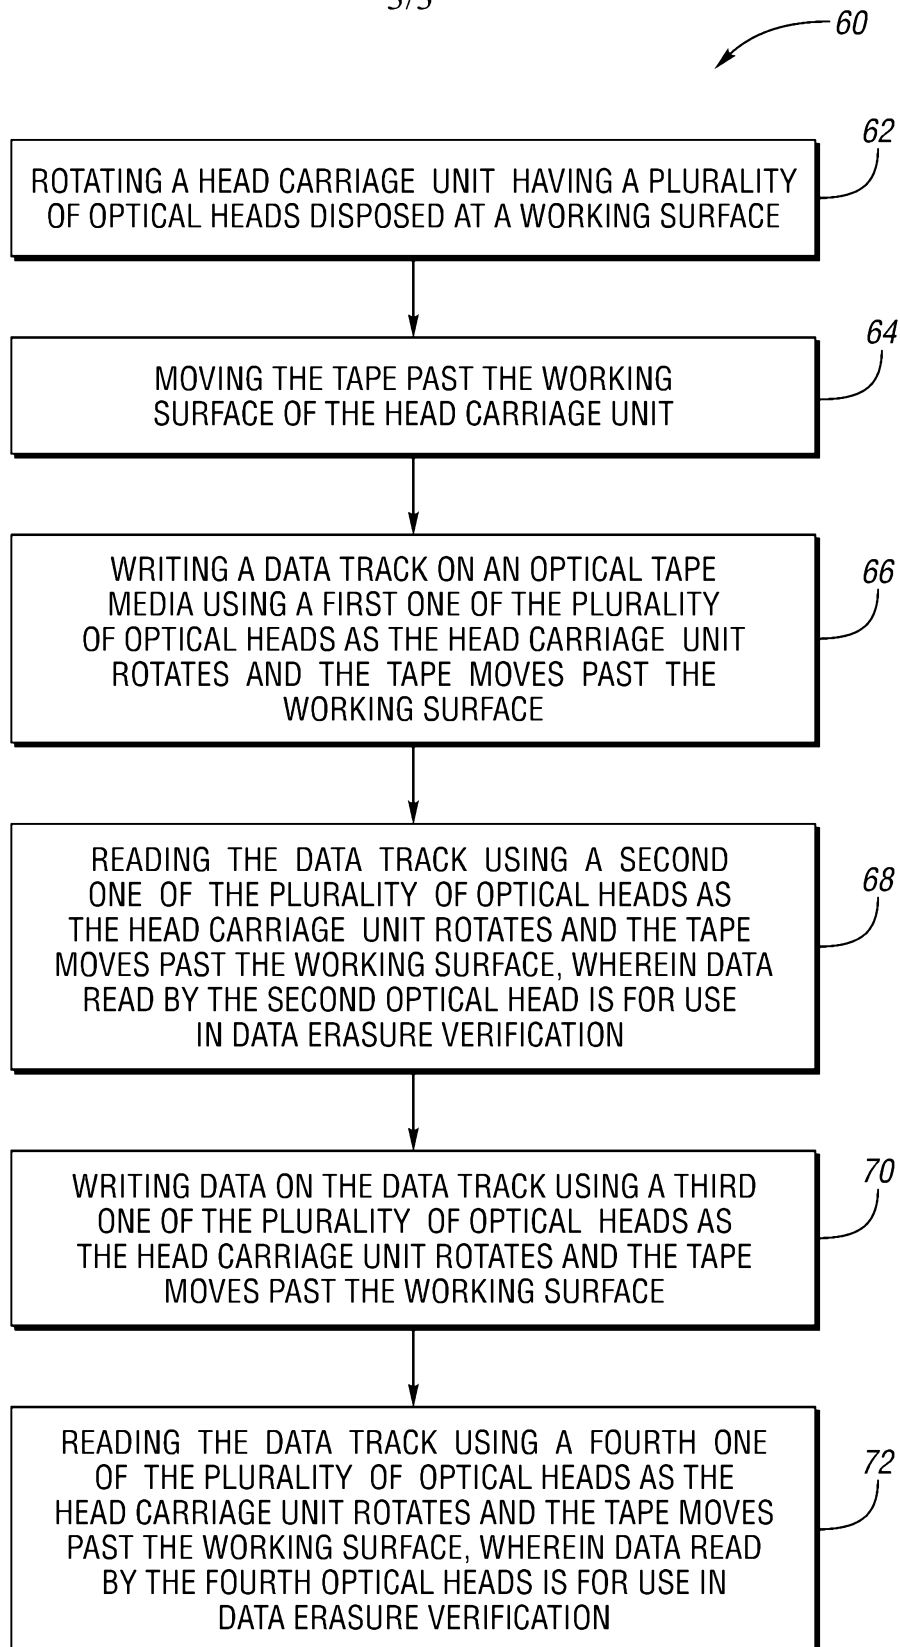 60
62
ROTATING A HEAD CARRIAGE UNIT HAVING A PLURALITY
OF OPTICAL HEADS DISPOSED AT A WORKING SURFACE
64
MOVING THE TAPE PAST THE WORKING
SURFACE OF THE HEAD CARRIAGE UNIT
66
WRITING A DATA TRACK ON AN OPTICAL TAPE
MEDIA USING A FIRST ONE OF THE PLURALITY
OF OPTICAL HEADS AS THE HEAD CARRIAGE UNIT
ROTATES AND THE TAPE MOVES PAST THE
WORKING SURFACE
68
READING THE DATA TRACK USING A SECOND
ONE OF THE PLURALITY OF OPTICAL HEADS AS
THE HEAD CARRIAGE UNIT ROTATES AND THE TAPE
MOVES PAST THE WORKING SURFACE, WHEREIN DATA
READ BY THE SECOND OPTICAL HEAD IS FOR USE
IN DATA ERASURE VERIFICATION
70
WRITING DATA ON THE DATA TRACK USING A THIRD
ONE OF THE PLURALITY OF OPTICAL HEADS AS
THE HEAD CARRIAGE UNIT ROTATES AND THE TAPE
MOVES PAST THE WORKING SURFACE
72
READING THE DATA TRACK USING A FOURTH ONE
OF THE PLURALITY OF OPTICAL HEADS AS THE
HEAD CARRIAGE UNIT ROTATES AND THE TAPE MOVES
PAST THE WORKING SURFACE, WHEREIN DATA READ
BY THE FOURTH OPTICAL HEADS IS FOR USE IN
DATA ERASURE VERIFICATION